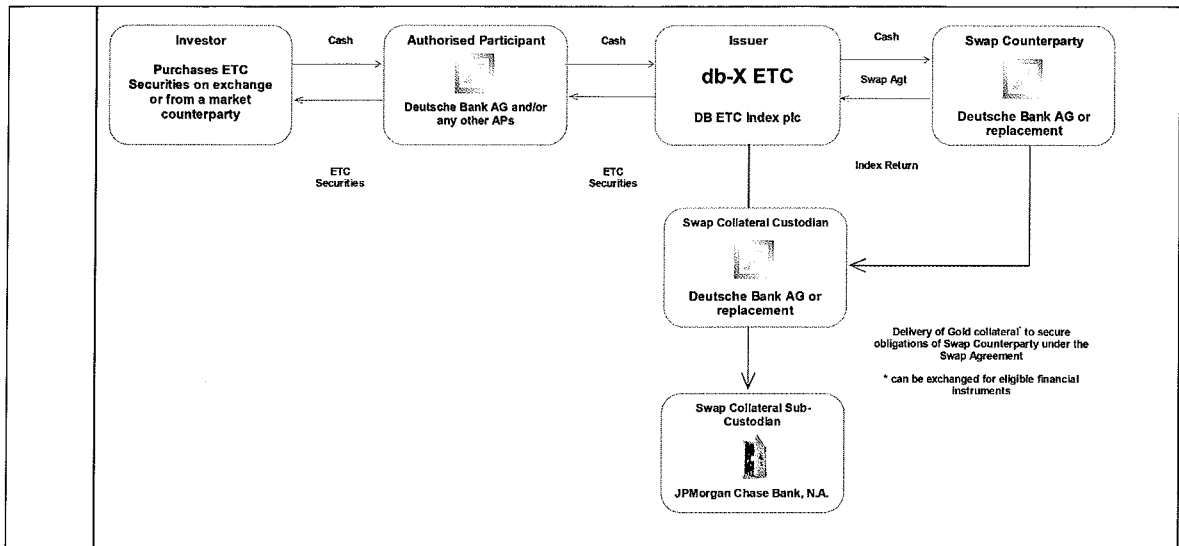 Investor
Purchases ETC
Securities on exchange
or from a market
counterparty
Cash
ETC
Securities
Authorised Participant
Deutsche Bank AG and/or
any other APs
Cash
ETC
Securities
Issuer
db-X ETC
DB ETC Index plc
Cash
Swap Agt
Index Return
Swap Counterparty
Deutsche Bank AG or
replacement
Swap Collateral Custodian
Deutsche Bank AG or
replacement
Delivery of Gold collateral* to secure
obligations of Swap Counterparty under the
Swap Agreement
* can be exchanged for eligible financial
instruments
Swap Collateral Sub-
Custodian
JPMorgan Chase Bank, N.A.